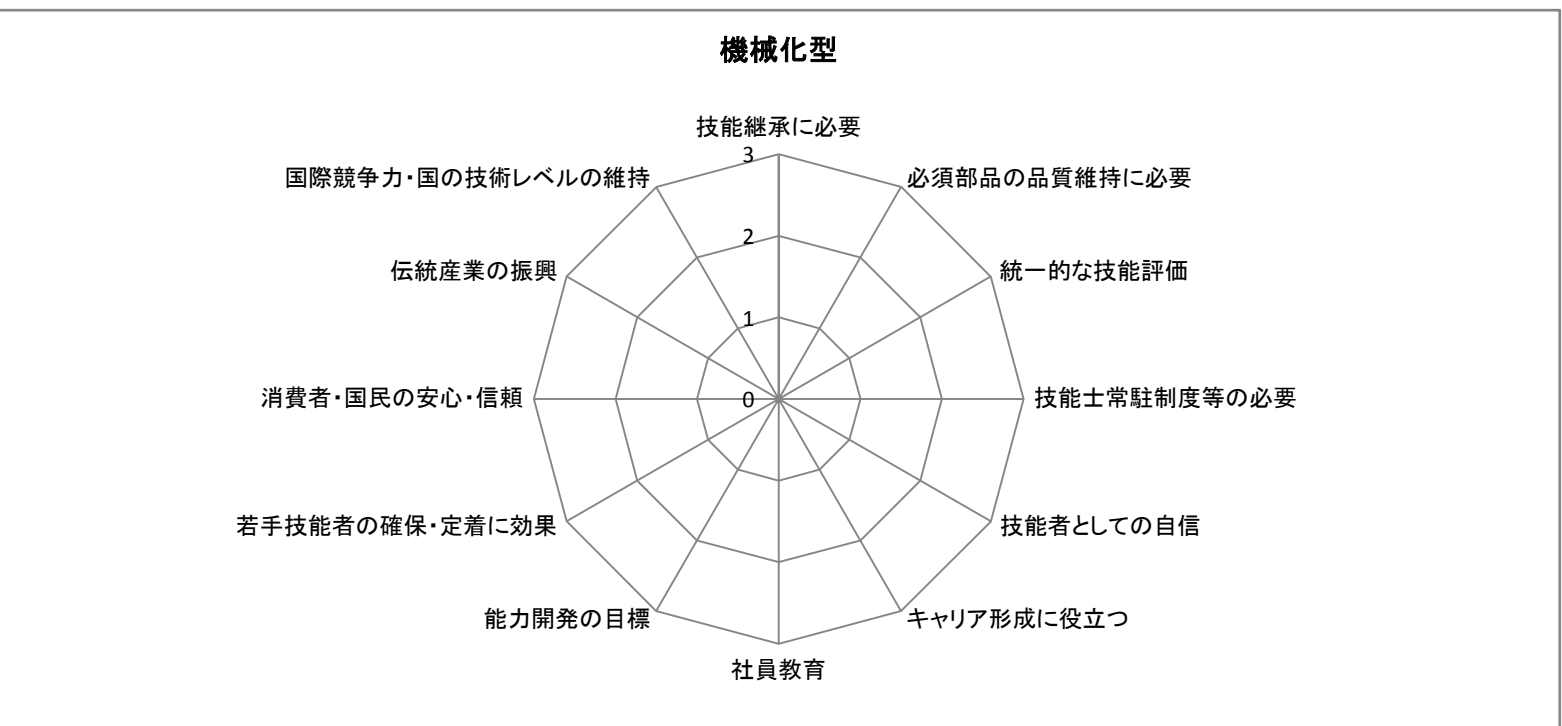 機械化型
技能継承に必要
必須部品の品質維持に必要
統一的な技能評価
技能士常駐制度等の必要
技能者としての自信
キャリア形成に役立つ
社員教育
能力開発の目標
若手技能者の確保・定着に効果
消費者・国民の安心・信頼
伝統産業の振興
国際競争力・国の技術レベルの維持
3
2
1
0